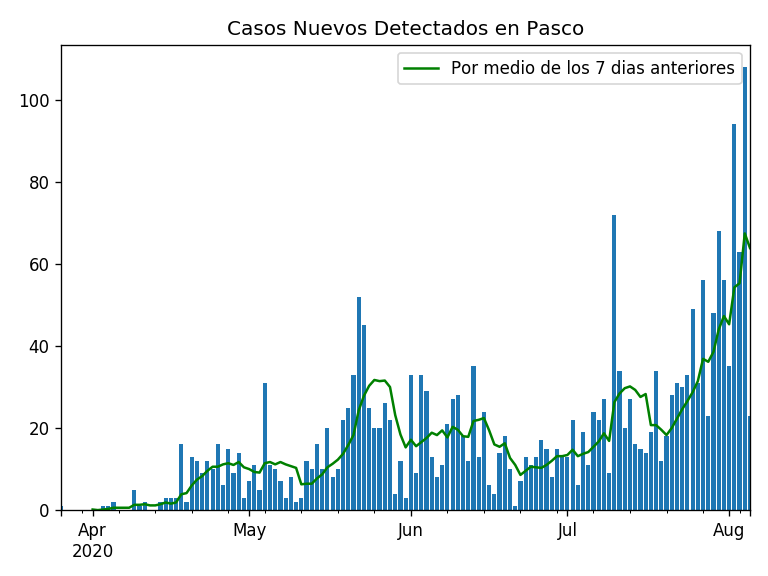 Casos Nuevos Detectados en Pasco
Por medio de los 7 dias anteriores
100
80
60
40
20
0
Apr
2020
May
Jun
Jul
Aug